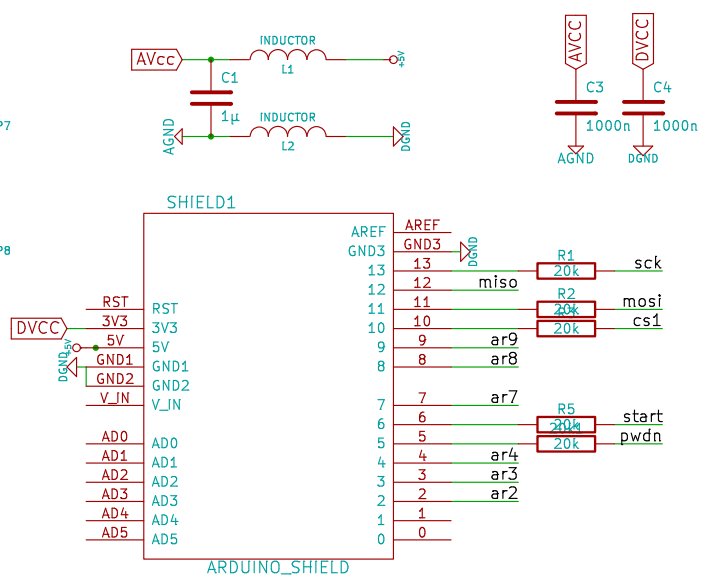 INDUCTOR
AVcc
L1
+5V
C1
1µ
AGND
INDUCTOR
L2
DGND
AVCC
DVCC
C3
1000n
AGND
C4
1000n
DGND
P7
P8
SHIELD1
AREF AREF
GND3 GND3 DGND
13 13 R1 20k sck
12 12 miso
RST RST 11 11 R2 20k mosi
DVCC 3V3 3V3 10 10 20k cs1
+5V 5V 5V 9 9 ar9
DGND GND1 GND1 8 8 ar8
GND2 GND2
V_IN V_IN 7 7 ar7
6 6 R5 20k start
AD0 AD0 5 5 20k pwdn
AD1 AD1 4 4 ar4
AD2 AD2 3 3 ar3
AD3 AD3 2 2 ar2
AD4 AD4 1 1
AD5 AD5 0 0
ARDUINO_SHIELD